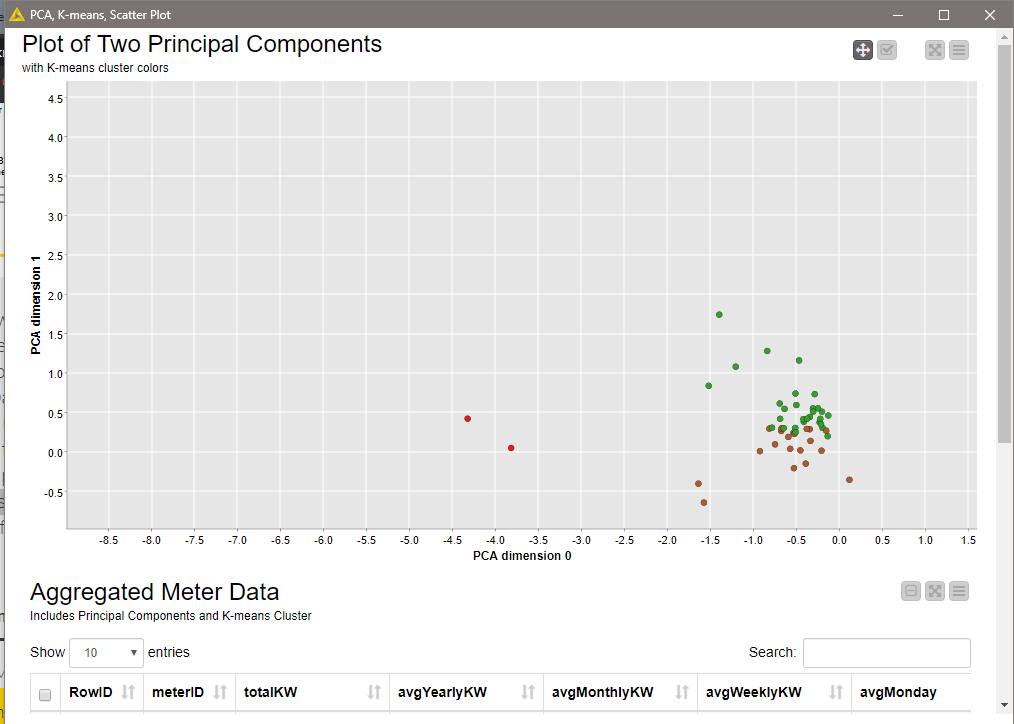 PCA, K-means, Scatter Plot
Plot of Two Principal Components
with K-means cluster colors
4.5
4.0
3.5
3.0
2.5
2.0
1.5
1.0
0.5
0.0
-0.5
PCA dimension 1
-8.5 -8.0 -7.5 -7.0 -6.5 -6.0 -5.5 -5.0 -4.5 -4.0 -3.5 -3.0 -2.5 -2.0 -1.5 -1.0 -0.5 0.0 0.5 1.0 1.5
PCA dimension 0
Aggregated Meter Data
Includes Principal Components and K-means Cluster
Show 10 entries Search:
RowID meterID totalKW avgYearlyKW avgMonthlyKW avgWeeklyKW avgMonday